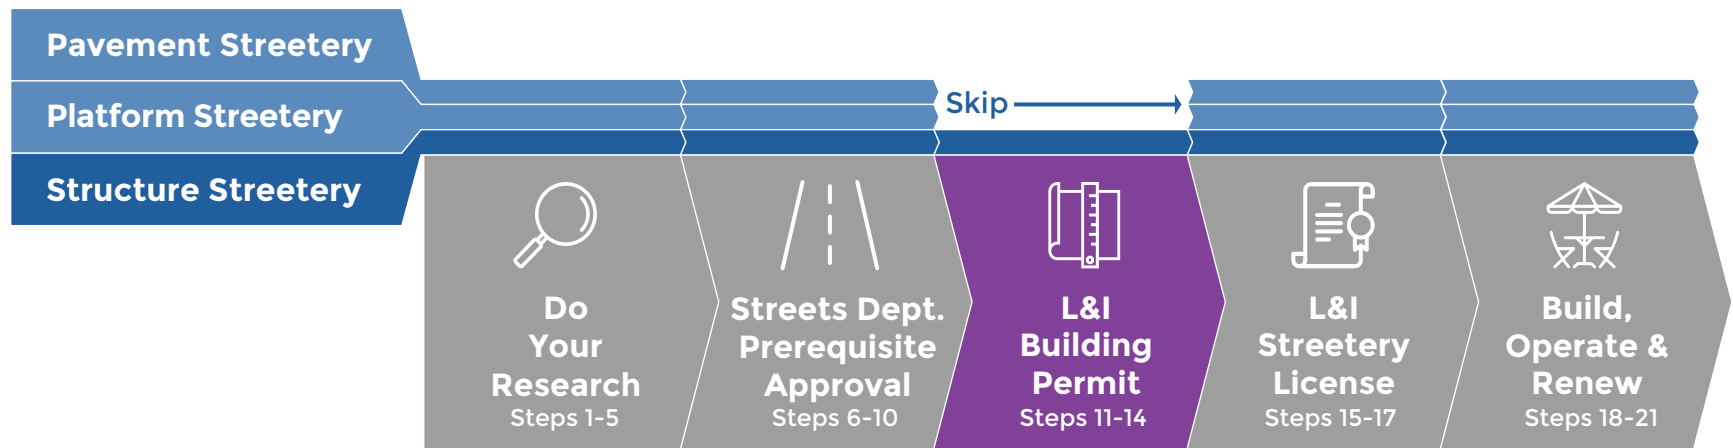 Pavement Streetery
Platform Streetery
Structure Streetery
Skip
Do
Your
Research
Steps 1-5
Streets Dept.
Prerequisite
Approval
Steps 6-10
L&I
Building
Permit
Steps 11-14
L&I
Streetery
License
Steps 15-17
Build,
Operate &
Renew
Steps 18-21